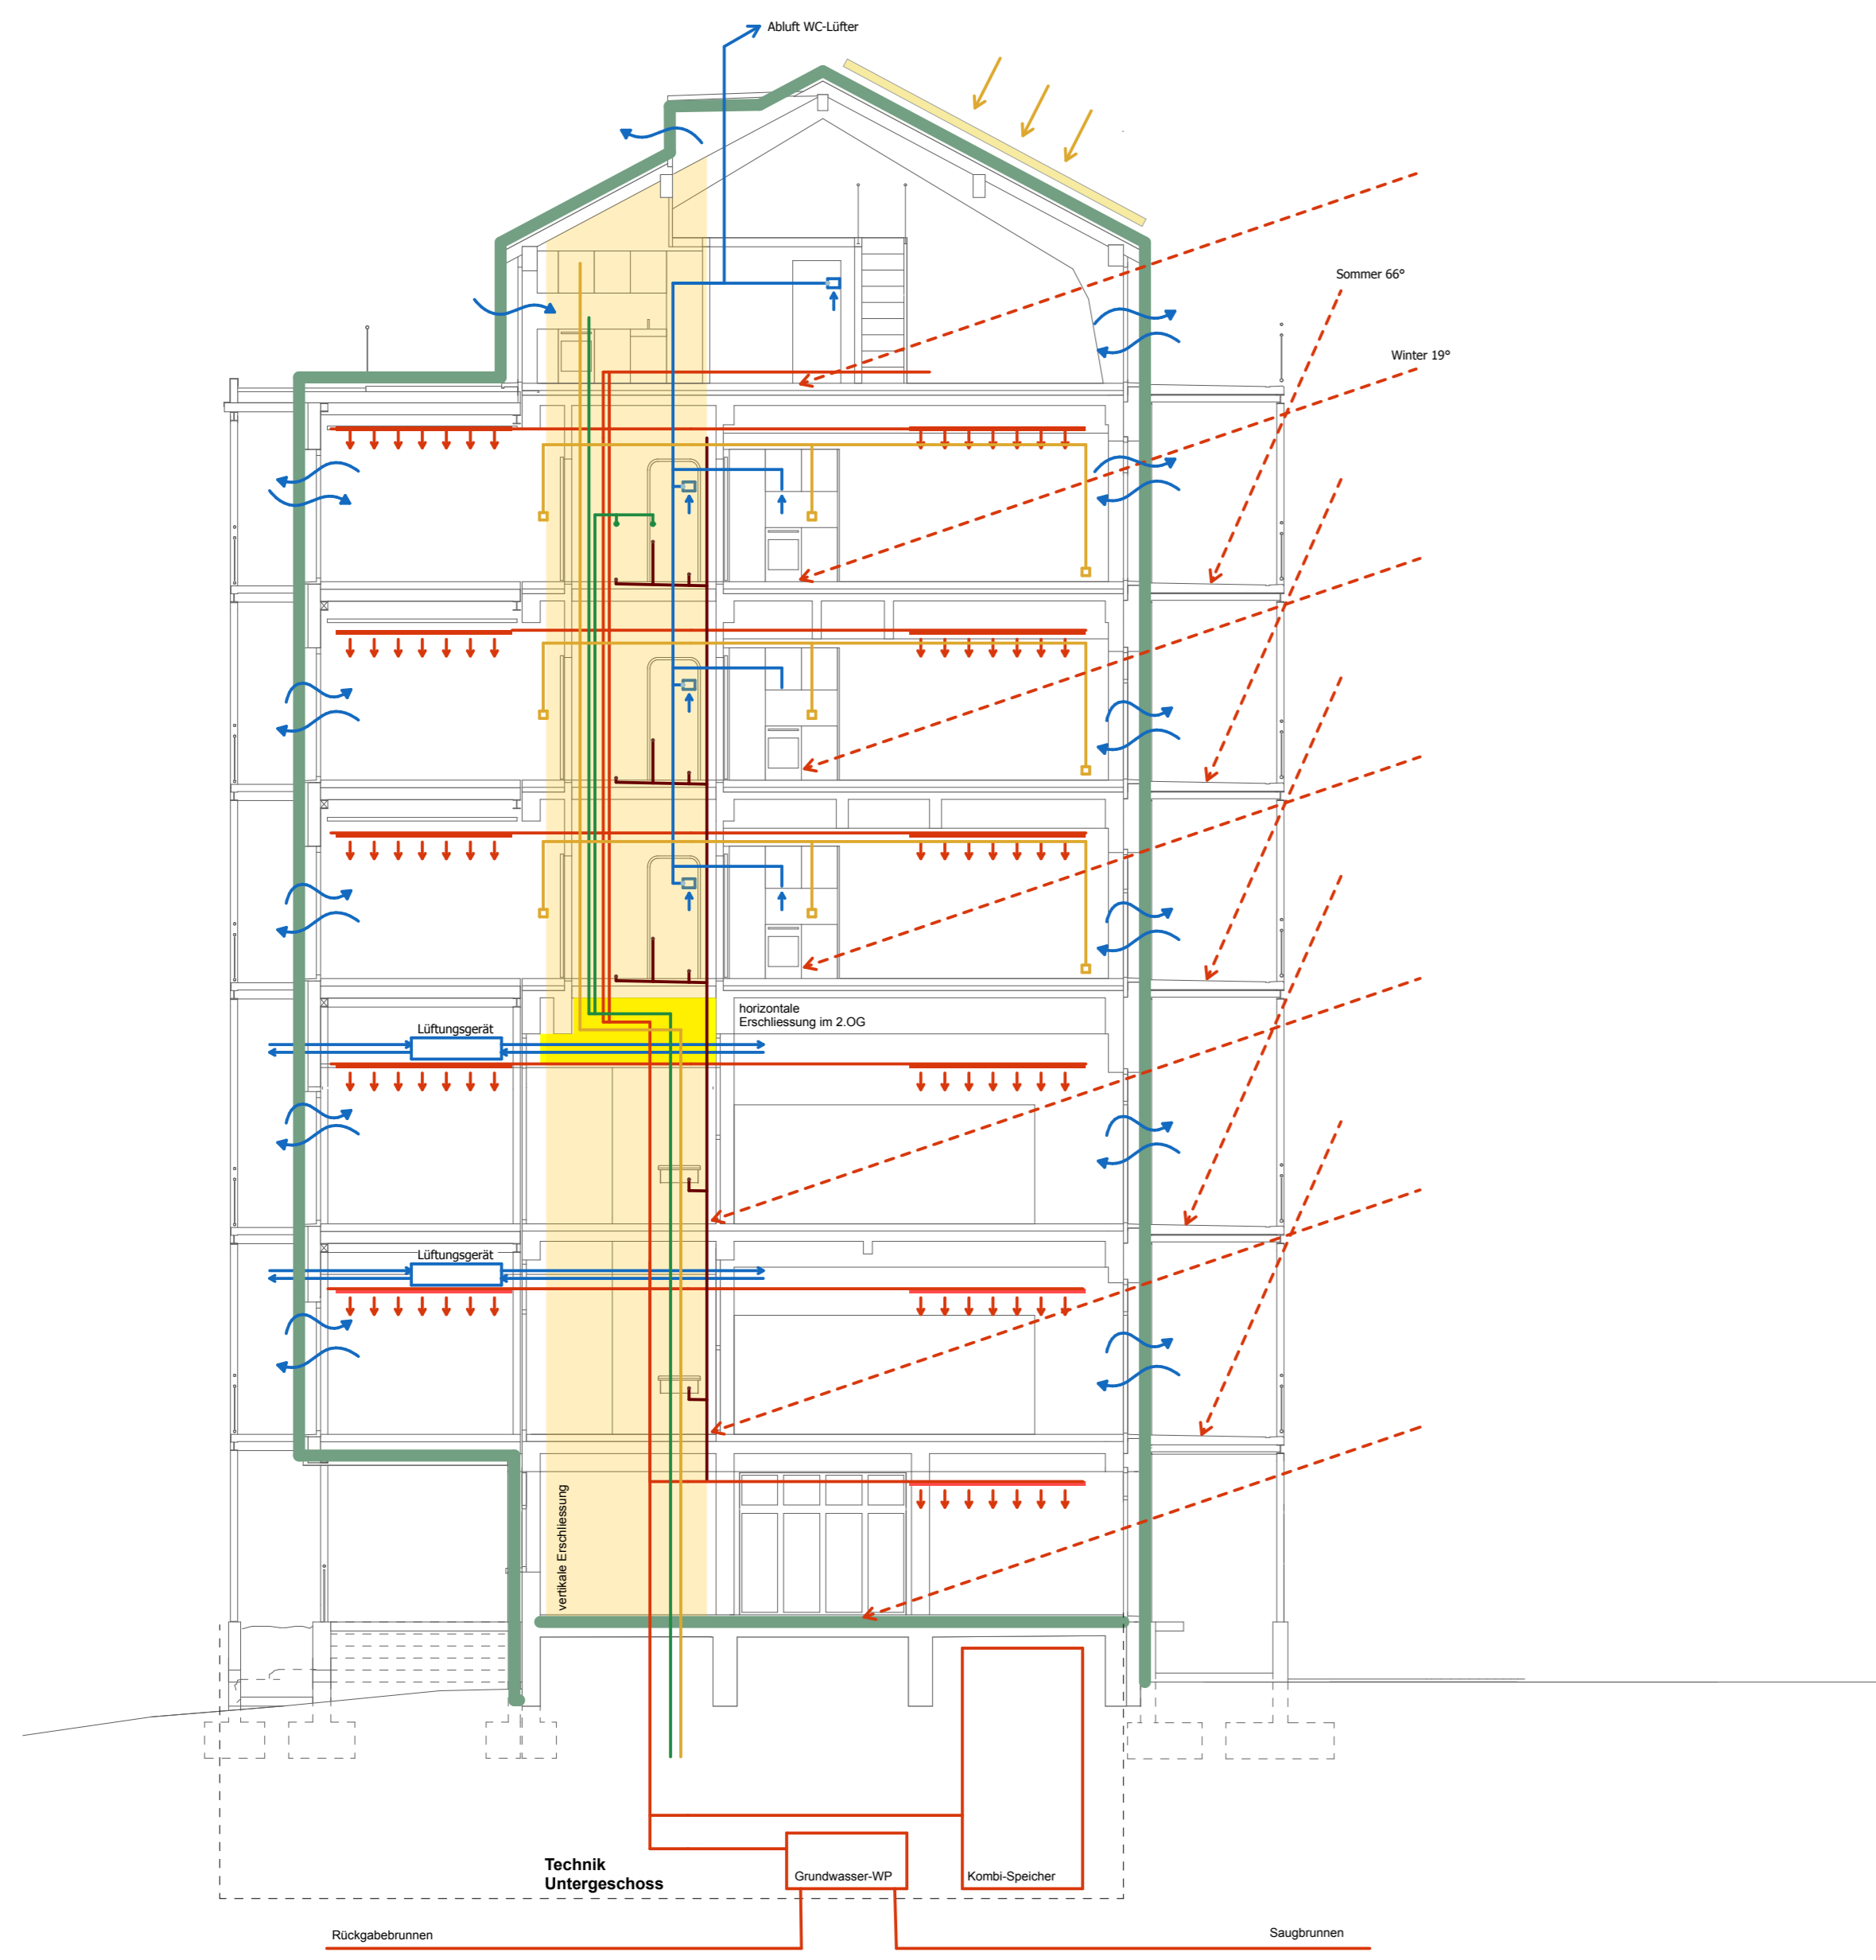 Abluft WC-Lüfter
Sommer 66°
Winter 19°
horizontale
Erschliessung im 2.OG
Lüftungsgerät
Lüftungsgerät
vertikale Erschliessung
Technik
Untergeschoss
Grundwasser-WP
Kombi-Speicher
Rückgabebrunnen
Saugbrunnen